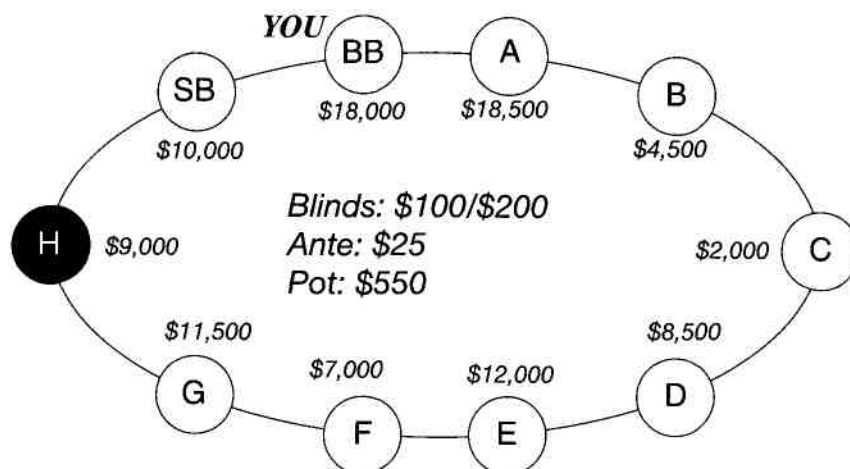 YOU
BB
A
SB
B
$18,000
$18,500
$10,000
$4,500
Blinds: $100/$200
Ante: $25
Pot: $550
H
$9,000
$2,000
C
$11,500
$8,500
$7,000
$12,000
G
F
E
D